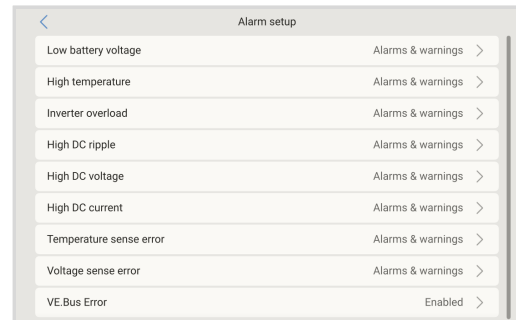 Alarm setup
Low battery voltage Alarms & warnings
High temperature Alarms & warnings
Inverter overload Alarms & warnings
High DC ripple Alarms & warnings
High DC voltage Alarms & warnings
High DC current Alarms & warnings
Temperature sense error Alarms & warnings
Voltage sense error Alarms & warnings
VE.Bus Error Enabled